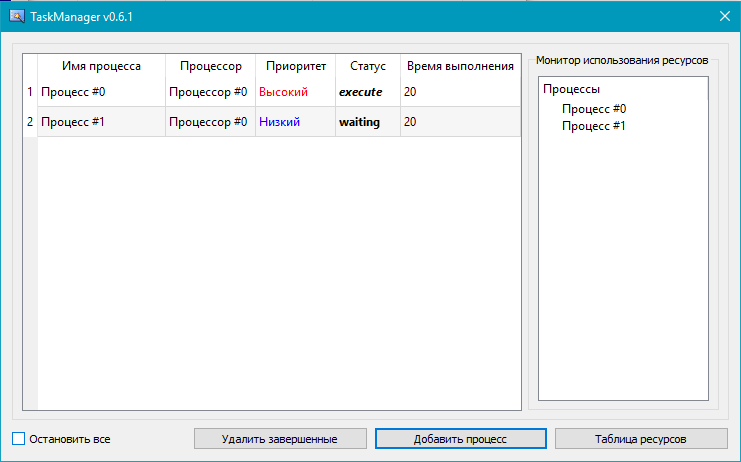 TaskManager v0.6.1
Имя процесса Процессор Приоритет Статус Время выполнения
1 Процесс #0 Процессор #0 Высокий execute 20
2 Процесс #1 Процессор #0 Низкий waiting 20
Монитор использования ресурсов
Процессы
Процесс #0
Процесс #1
Остановить все Удалить завершенные Добавить процесс Таблица ресурсов